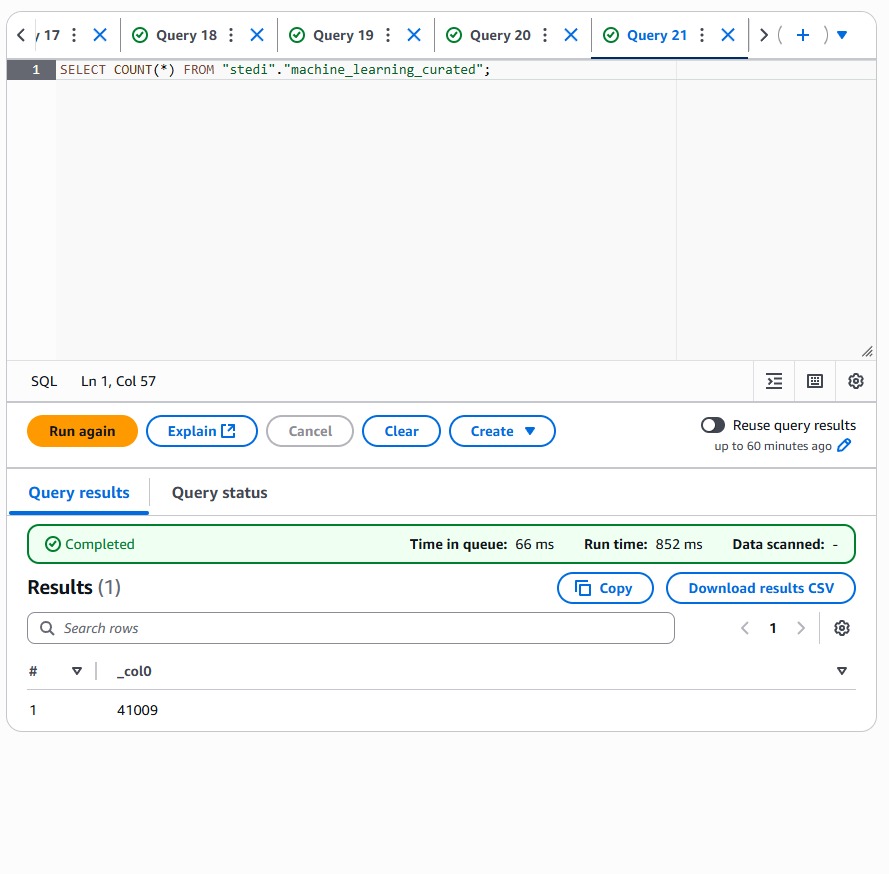 17 Query 18 Query 19 Query 20 Query 21
1 SELECT COUNT(*) FROM "stedi"."machine_learning_curated";
SQL Ln 1, Col 57
Run again Explain Cancel Clear Create Reuse query results
up to 60 minutes ago
Query results Query status
Completed Time in queue: 66 ms Run time: 852 ms Data scanned: -
Results (1) Copy Download results CSV
Search rows 1
# _col0
1 41009